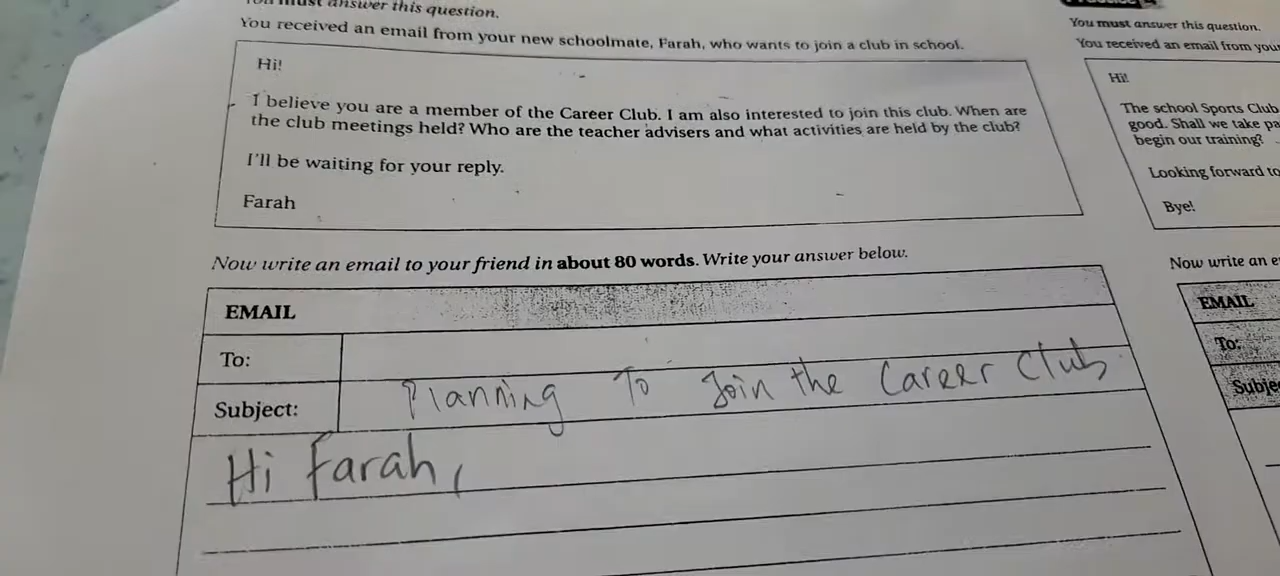 You must answer this question.
You received an email from your new schoolmate, Farah, who wants to join a club in school.
Hi!
I believe you are a member of the Career Club. I am also interested to join this club. When are
the club meetings held? Who are the teacher advisers and what activities are held by the club?
I'll be waiting for your reply.
Farah
Now write an email to your friend in about 80 words. Write your answer below.
EMAIL
To:
Subject: Planning To Join the Career Club
Hi Farah,
You must answer this question.
You received an email from your
Hi!
The school Sports Club
good. Shall we take
begin our training?
Looking forward to
Bye!
Now write an
EMAIL
To: